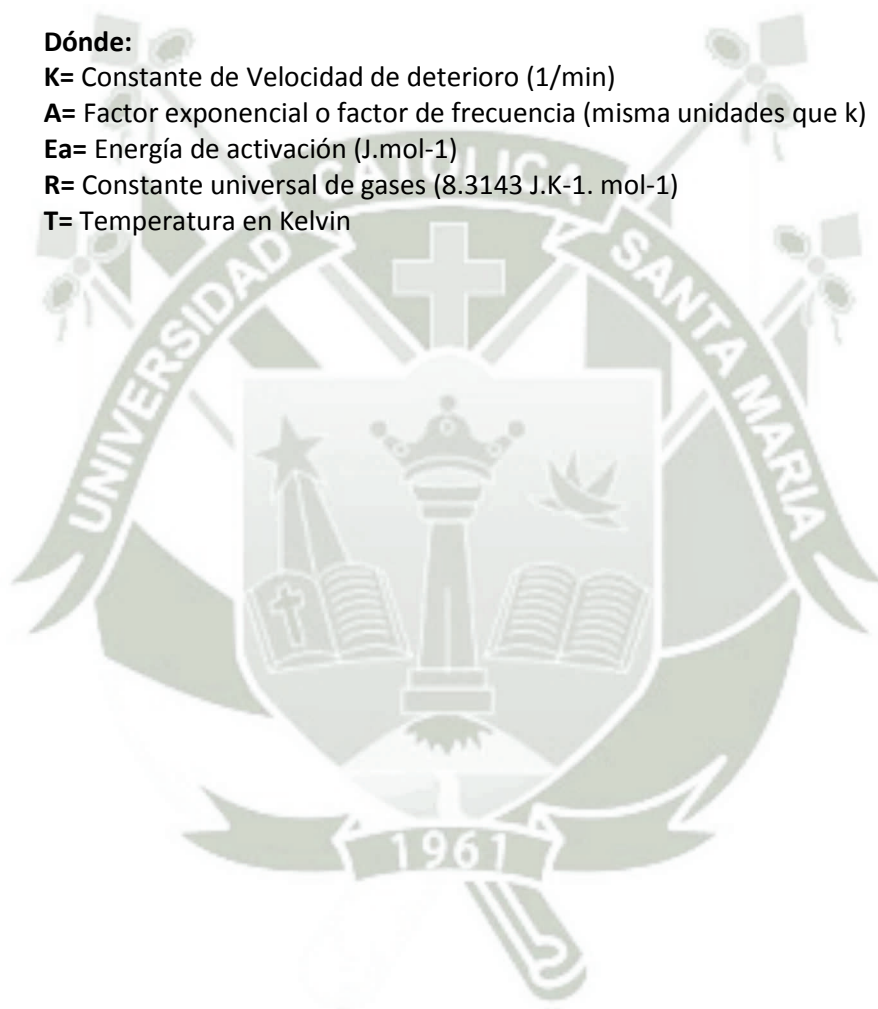 Dónde:
K= Constante de Velocidad de deterioro (1/min)
A= Factor exponencial o factor de frecuencia (misma unidades que k)
Ea= Energía de activación (J.mol-1)
R= Constante universal de gases (8.3143 J.K-1. mol-1)
T= Temperatura en Kelvin
UNIVERSIDAD CATOLICA SANTA MARIA
1961